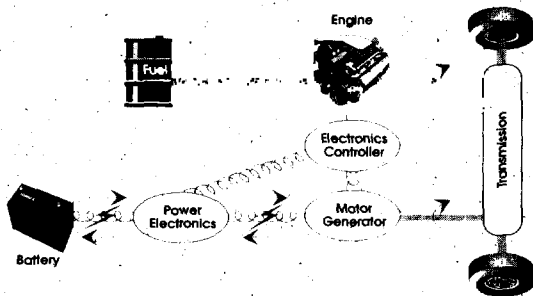 Engine
Fuel
Electronics
Controller
Transmission
Power
Electronics
Motor
Generator
Battery